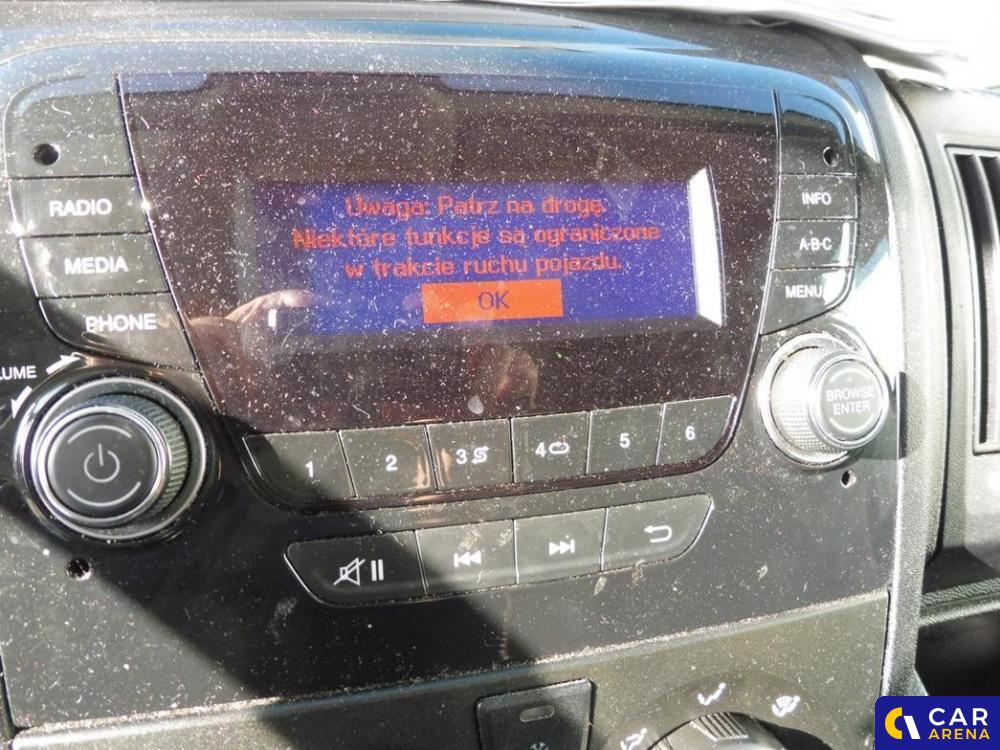 RADIO
MEDIA
PHONE
LUME
Uwaga: Patrz na drogę.
Niektóre funkcje są ograniczone
w trakcie ruchu pojazdu.
OK
INFO
A-B-C
MENU
BROWSE
ENTER
1
2
3
4
5
6
CAR
ARENA